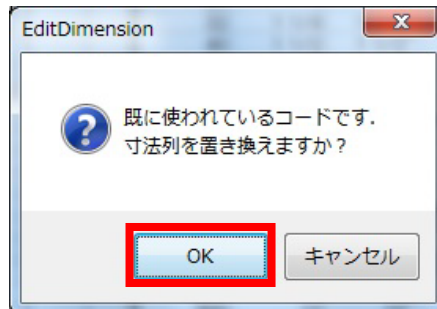 EditDimension
既に使われているコードです.
寸法列を置き換えますか？
OK
キャンセル